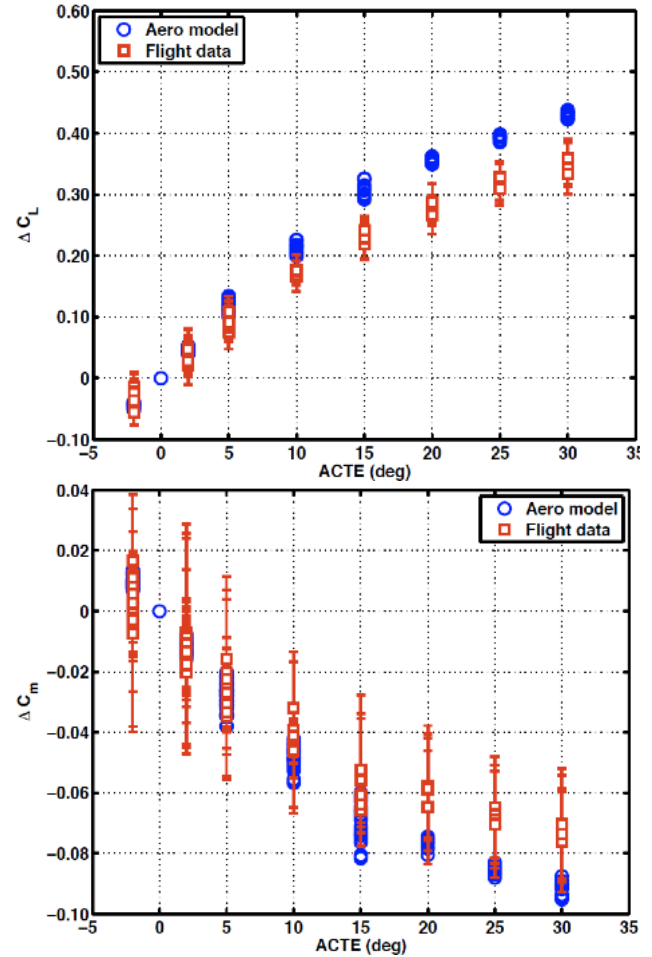 0.60
Aero model
Flight data
0.50
0.40
0.30
Δ C_L
0.20
0.10
0
−0.10
−5 0 5 10 15 20 25 30 35
ACTE (deg)
0.04
Aero model
Flight data
0.02
0
−0.02
Δ C_m
−0.04
−0.06
−0.08
−0.10
−5 0 5 10 15 20 25 30 35
ACTE (deg)